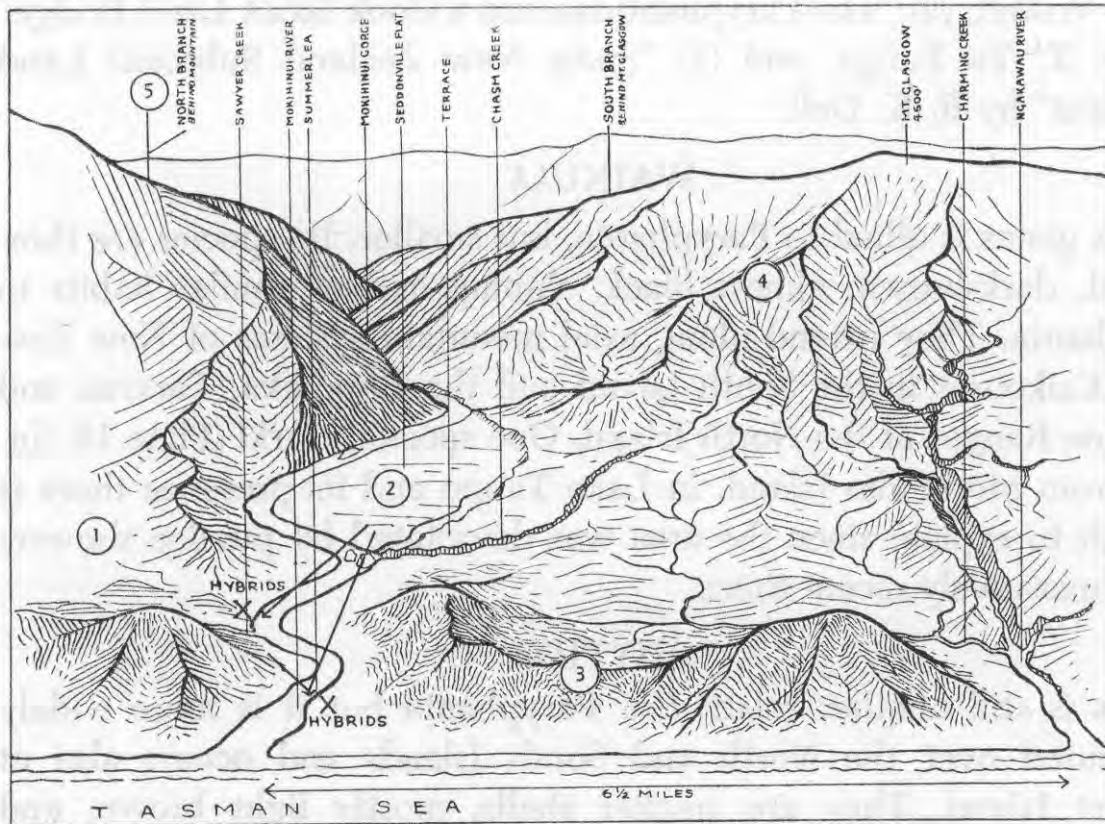 5
NORTH BRANCH
BEHIND MOUNTAIN
SAWYER CREEK
MOKIHINUI RIVER
SUMMERLEA
MOKIHINUI GORGE
SEDDONVILLE FLAT
TERRACE
CHASM CREEK
SOUTH BRANCH
BEHIND MT GLASGOW
MT GLASGOW
4600'
CHARMING CREEK
NGAKAWAU RIVER
4
2
1
HYBRIDS
3
HYBRIDS
6½ MILES
TASMAN SEA